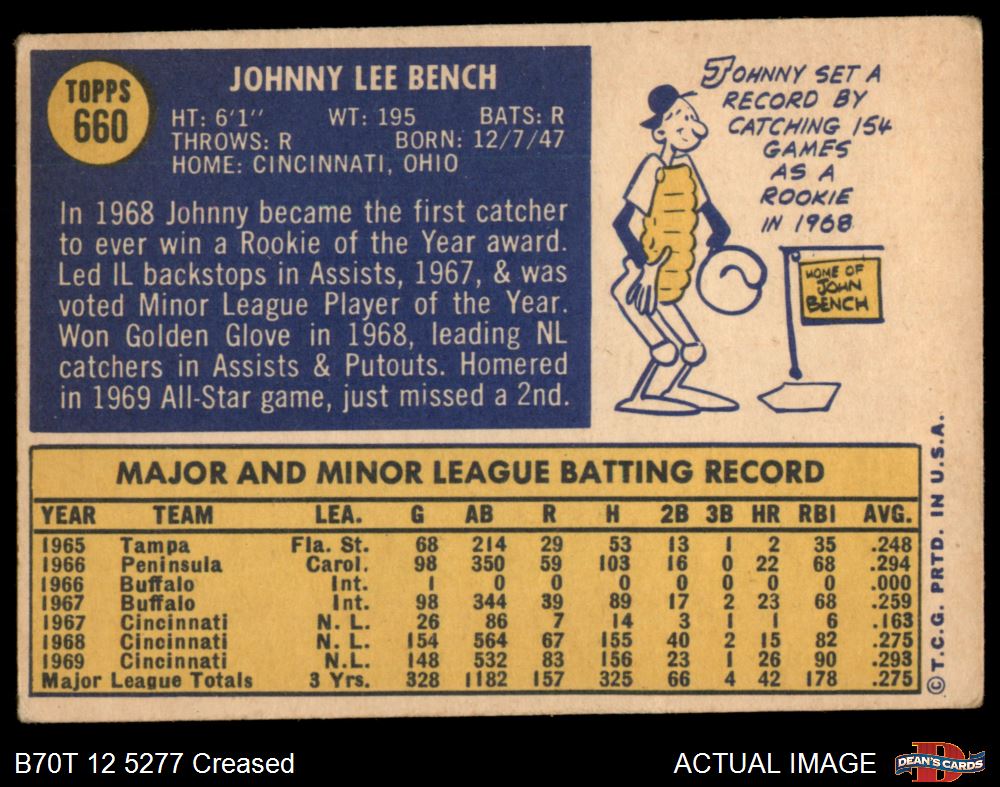 TOPPS
660
JOHNNY LEE BENCH
HT: 6'1" WT: 195 BATS: R
THROWS: R BORN: 12/7/47
HOME: CINCINNATI, OHIO
In 1968 Johnny became the first catcher
to ever win a Rookie of the Year award.
Led IL backstops in Assists, 1967, & was
voted Minor League Player of the Year.
Won Golden Glove in 1968, leading NL
catchers in Assists & Putouts. Homered
in 1969 All-Star game, just missed a 2nd.
JOHNNY SET A
RECORD BY
CATCHING 154
GAMES
AS A
ROOKIE
IN 1968
HOME OF
JOHN
BENCH
MAJOR AND MINOR LEAGUE BATTING RECORD
YEAR TEAM LEA. G AB R H 2B 3B HR RBI AVG.
1965 Tampa Fla. St. 68 214 29 53 13 1 2 35 .248
1966 Peninsula Carol. 98 350 59 103 16 0 22 68 .294
1966 Buffalo Int. 1 0 0 0 0 0 0 0 .000
1967 Buffalo Int. 98 344 39 89 17 2 23 68 .259
1967 Cincinnati N. L. 26 86 7 14 3 1 1 6 .163
1968 Cincinnati N. L. 154 564 67 155 40 2 15 82 .275
1969 Cincinnati N.L. 148 532 83 156 23 1 26 90 .293
Major League Totals 3 Yrs. 328 1182 157 325 66 4 42 178 .275
©T.C.G. PRTD. IN U.S.A.
B70T 12 5277 Creased
ACTUAL IMAGE
D
DEAN'S CARDS